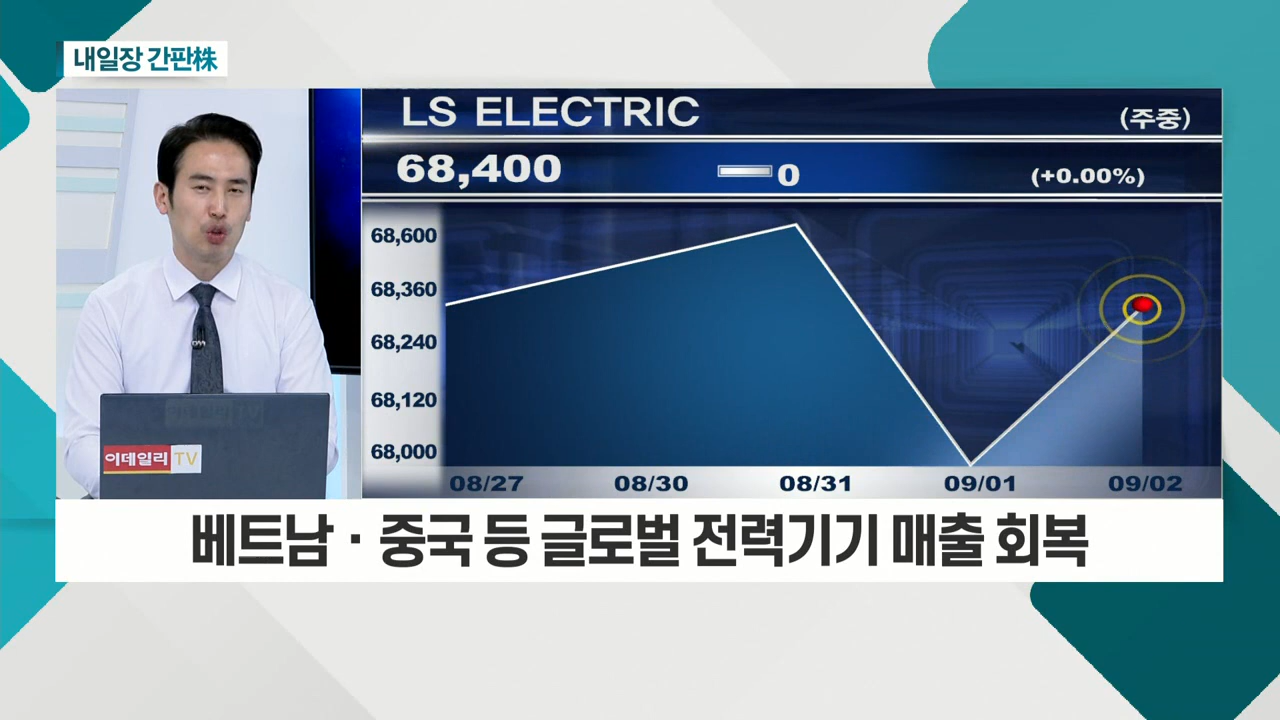 내일장 간판株
LS ELECTRIC
(주중)
68,400
0
(+0.00%)
68,600
68,360
68,240
68,120
68,000
08/27
08/30
08/31
09/01
09/02
이데일리 TV
베트남 · 중국 등 글로벌 전력기기 매출 회복